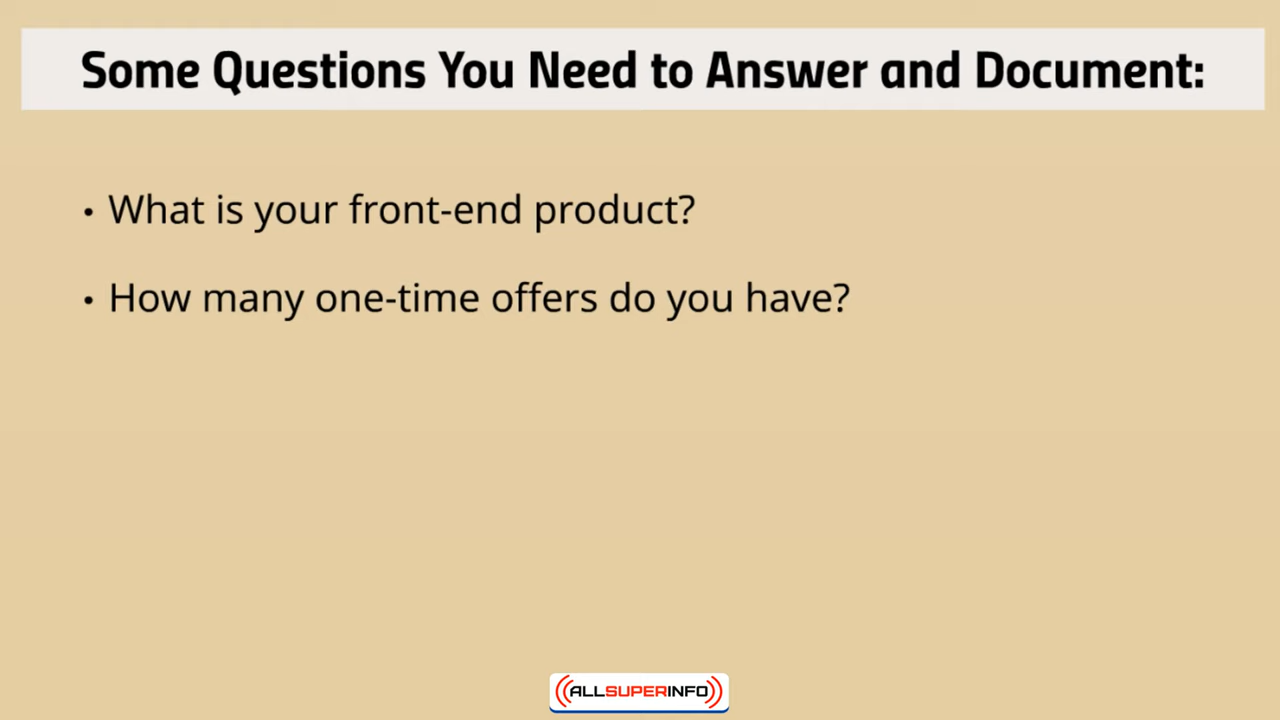 Some Questions You Need to Answer and Document:
• What is your front-end product?
• How many one-time offers do you have?
ALLSUPERINFO